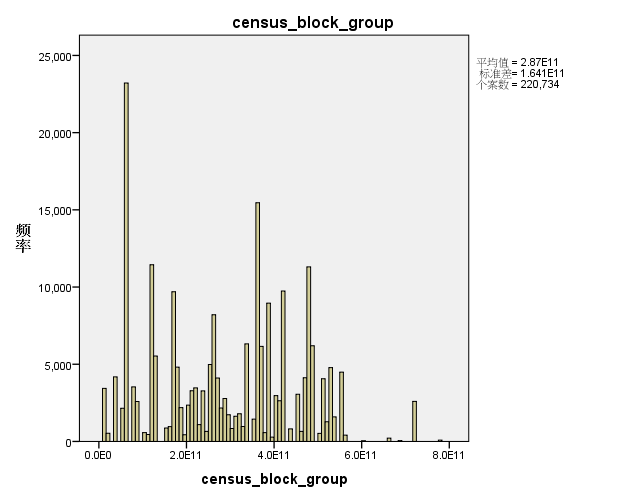 census_block_group
平均值 = 2.87E11
标准差= 1.641E11
个案数 = 220,734
频率
25,000
20,000
15,000
10,000
5,000
0
0.0E0 2.0E11 4.0E11 6.0E11 8.0E11
census_block_group